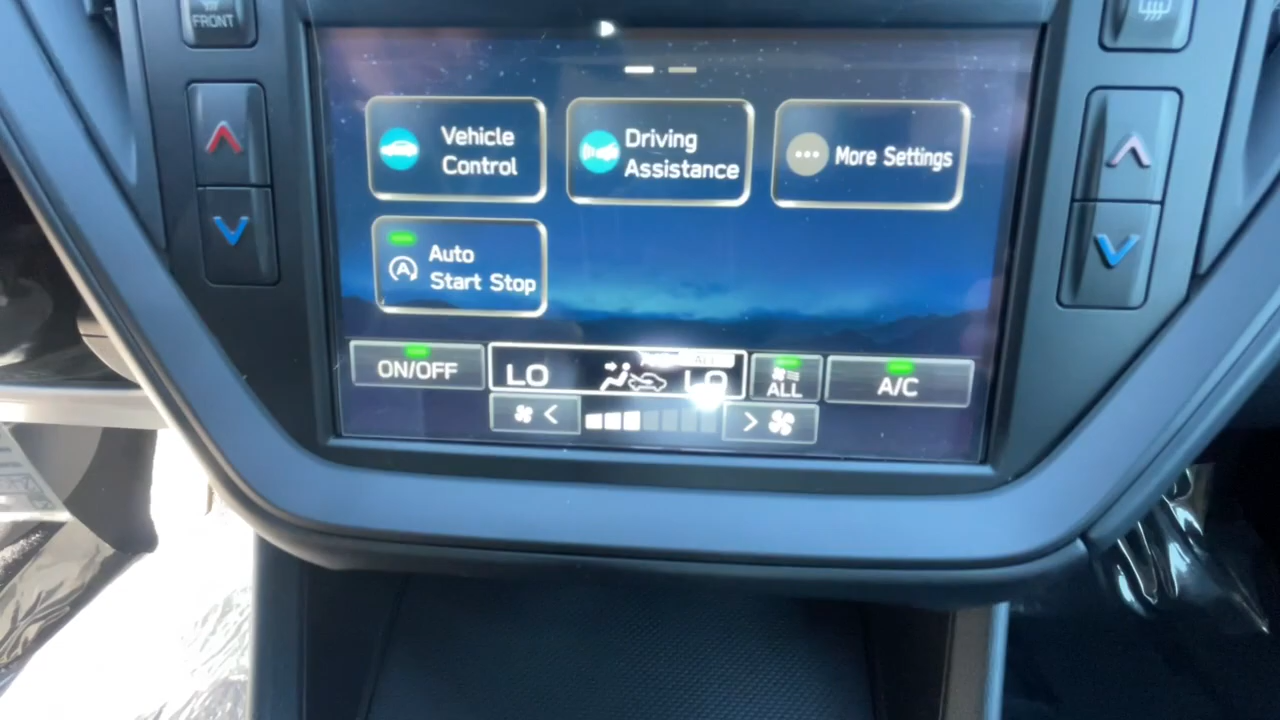 FRONT
Vehicle
Control
Driving
Assistance
More Settings
A
Auto
Start Stop
ON/OFF
LO
LO
ALL
A/C